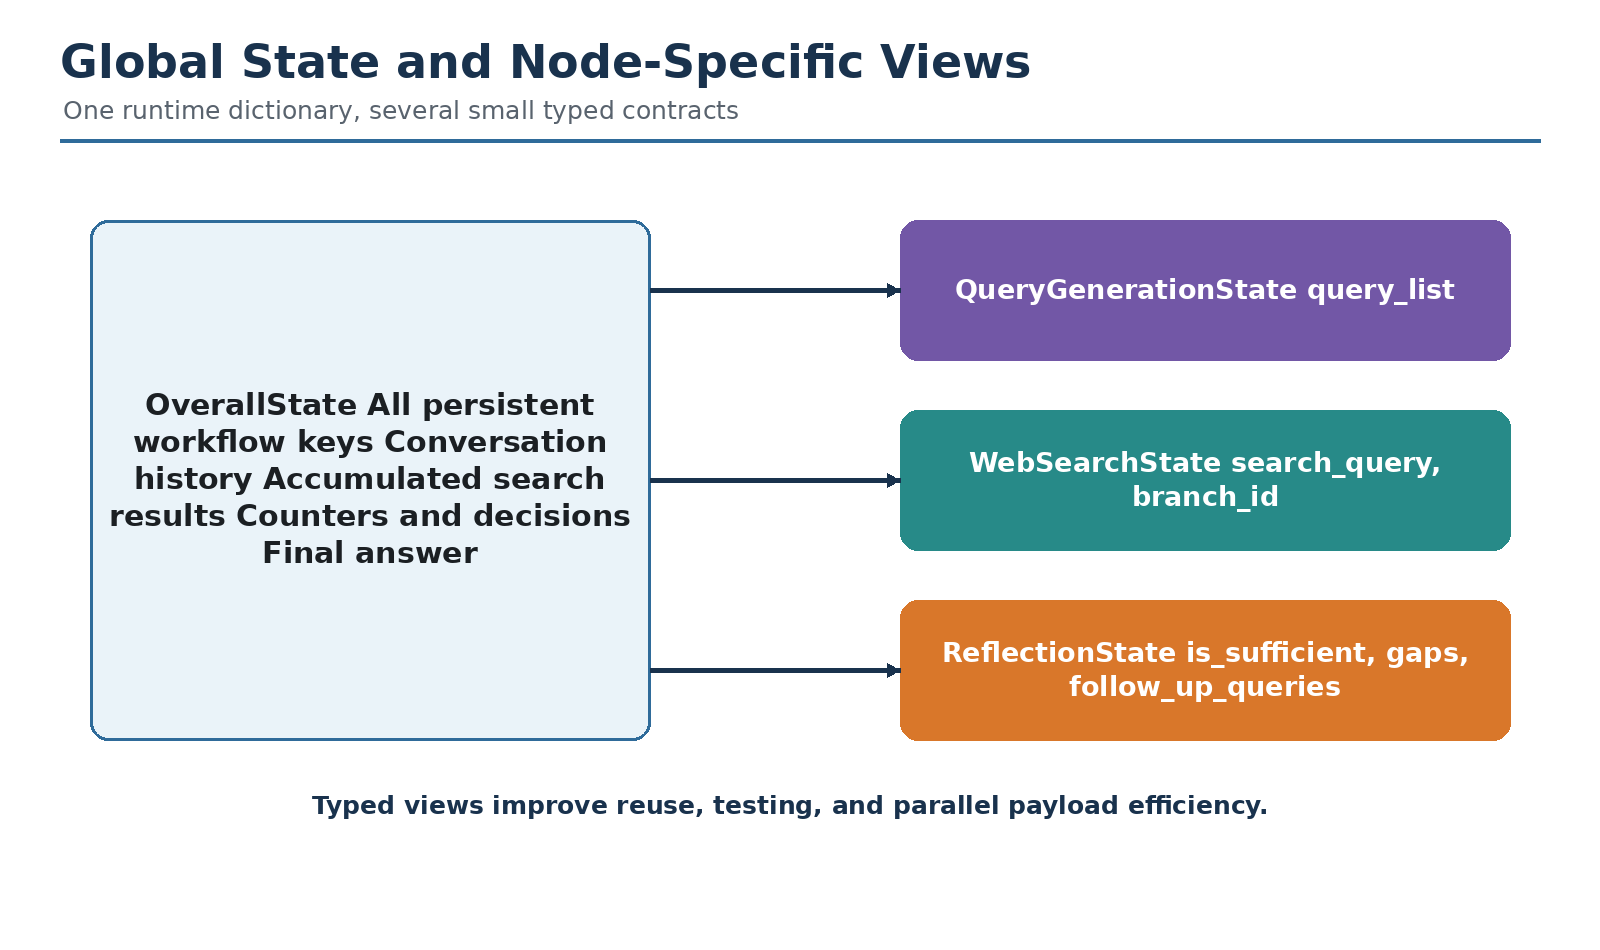 Global State and Node-Specific Views
One runtime dictionary, several small typed contracts
OverallState All persistent
workflow keys Conversation
history Accumulated search
results Counters and decisions
Final answer
QueryGenerationState query_list
WebSearchState search_query,
branch_id
ReflectionState is_sufficient, gaps,
follow_up_queries
Typed views improve reuse, testing, and parallel payload efficiency.